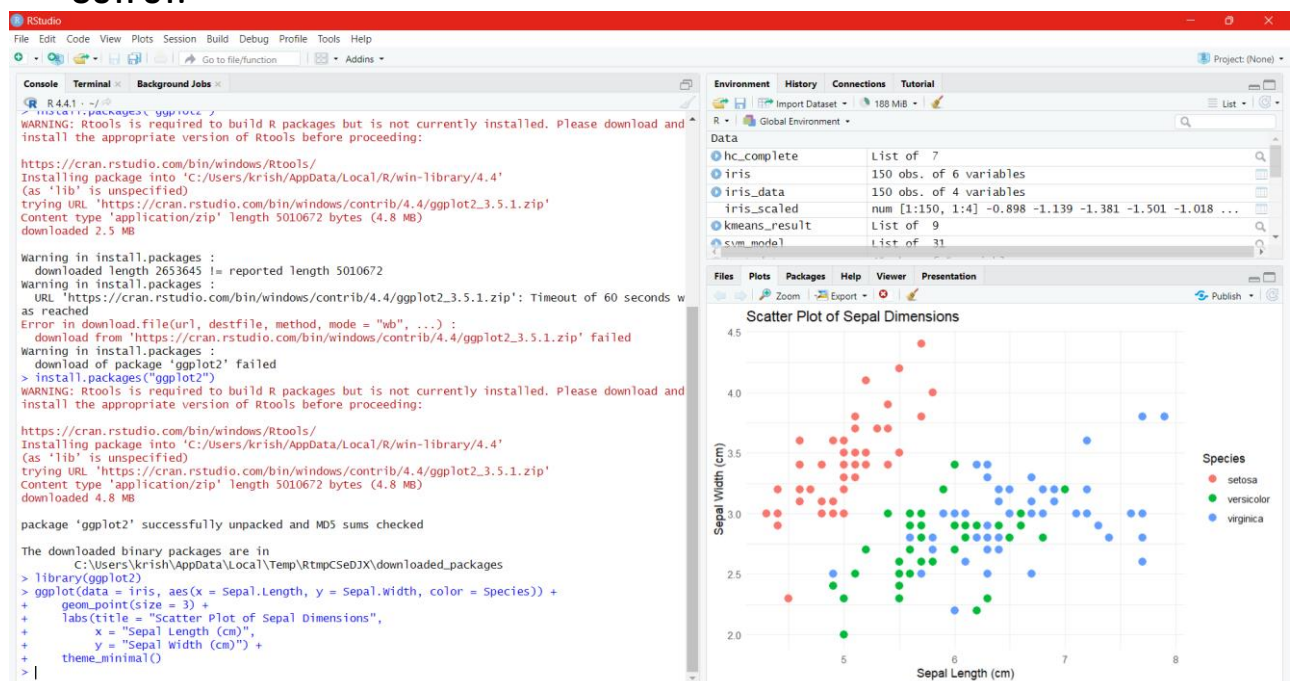 RStudio
File Edit Code View Plots Session Build Debug Profile Tools Help
Go to file/function Addins Project: (None)
Console Terminal Background Jobs
R 4.4.1 · ~/
> install.packages("ggplot2")
WARNING: Rtools is required to build R packages but is not currently installed. Please download and
install the appropriate version of Rtools before proceeding:

https://cran.rstudio.com/bin/windows/Rtools/
Installing package into 'C:/Users/krish/AppData/Local/R/win-library/4.4'
(as 'lib' is unspecified)
trying URL 'https://cran.rstudio.com/bin/windows/contrib/4.4/ggplot2_3.5.1.zip'
Content type 'application/zip' length 5010672 bytes (4.8 MB)
downloaded 2.5 MB

Warning in install.packages :
  downloaded length 2653645 != reported length 5010672
Warning in install.packages :
  URL 'https://cran.rstudio.com/bin/windows/contrib/4.4/ggplot2_3.5.1.zip': Timeout of 60 seconds w
as reached
Error in download.file(url, destfile, method, mode = "wb", ...) :
  download from 'https://cran.rstudio.com/bin/windows/contrib/4.4/ggplot2_3.5.1.zip' failed
Warning in install.packages :
  download of package 'ggplot2' failed
> install.packages("ggplot2")
WARNING: Rtools is required to build R packages but is not currently installed. Please download and
install the appropriate version of Rtools before proceeding:

https://cran.rstudio.com/bin/windows/Rtools/
Installing package into 'C:/Users/krish/AppData/Local/R/win-library/4.4'
(as 'lib' is unspecified)
trying URL 'https://cran.rstudio.com/bin/windows/contrib/4.4/ggplot2_3.5.1.zip'
Content type 'application/zip' length 5010672 bytes (4.8 MB)
downloaded 4.8 MB

package 'ggplot2' successfully unpacked and MD5 sums checked

The downloaded binary packages are in
        C:\Users\krish\AppData\Local\Temp\RtmpCSeDJX\downloaded_packages
> library(ggplot2)
> ggplot(data = iris, aes(x = Sepal.Length, y = Sepal.Width, color = Species)) +
+     geom_point(size = 3) +
+     labs(title = "Scatter Plot of Sepal Dimensions",
+          x = "Sepal Length (cm)",
+          y = "Sepal Width (cm)") +
+     theme_minimal()
>
Environment History Connections Tutorial
Import Dataset 188 MiB List
R Global Environment
Data
hc_complete List of 7
iris 150 obs. of 6 variables
iris_data 150 obs. of 4 variables
iris_scaled num [1:150, 1:4] -0.898 -1.139 -1.381 -1.501 -1.018 ...
kmeans_result List of 9
svm_model List of 31
Files Plots Packages Help Viewer Presentation
Zoom Export Publish
Scatter Plot of Sepal Dimensions
4.5
4.0
3.5
3.0
2.5
2.0
Sepal Width (cm)
5 6 7 8
Sepal Length (cm)
Species
setosa
versicolor
virginica